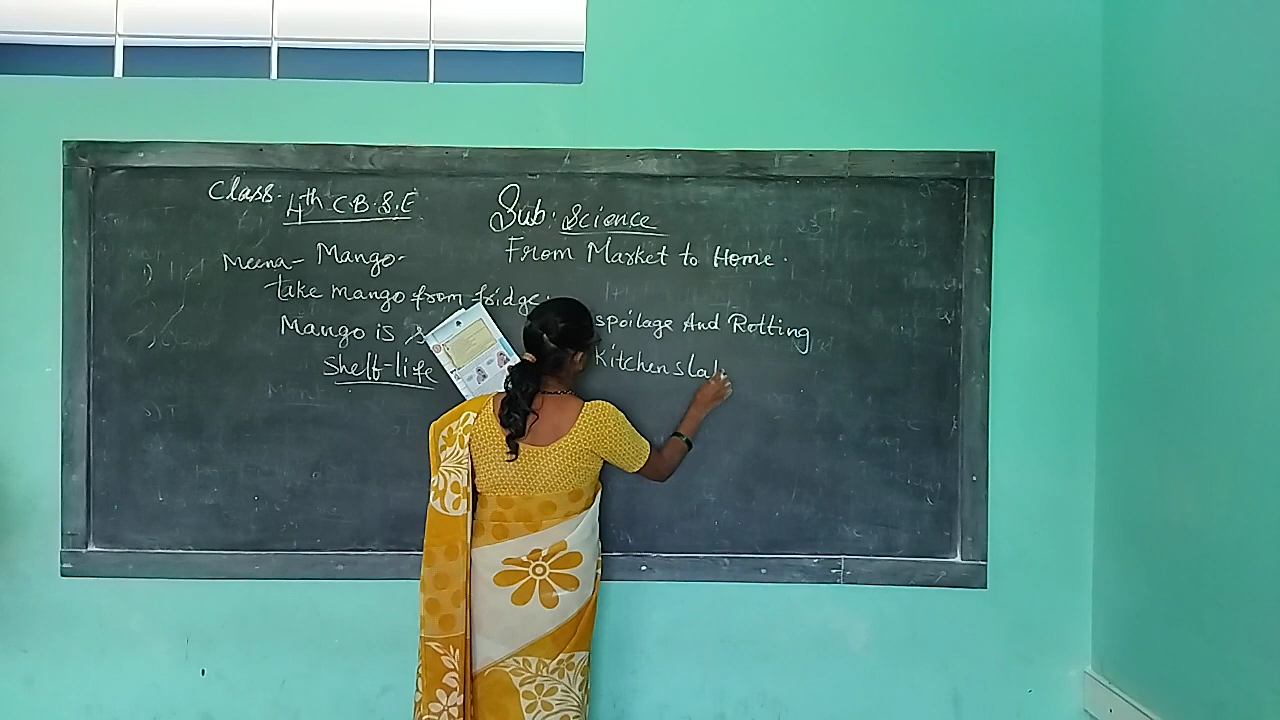 Class. 4th C.B.S.E
Sub: Science
From Market to Home.
Meena- Mango.
take mango from fridge.
Mango is
shelf-life
spoilage And Rotting
kitchen sla